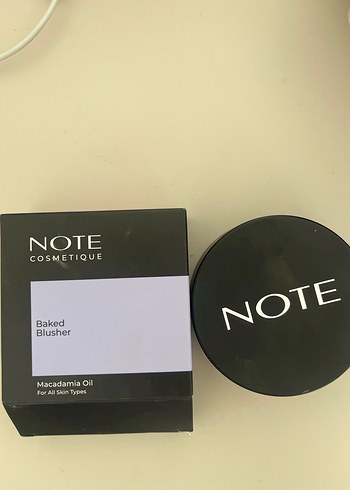 NOTE
COSMETIQUE
Baked
Blusher
Macadamia Oil
For All Skin Types
NOTE